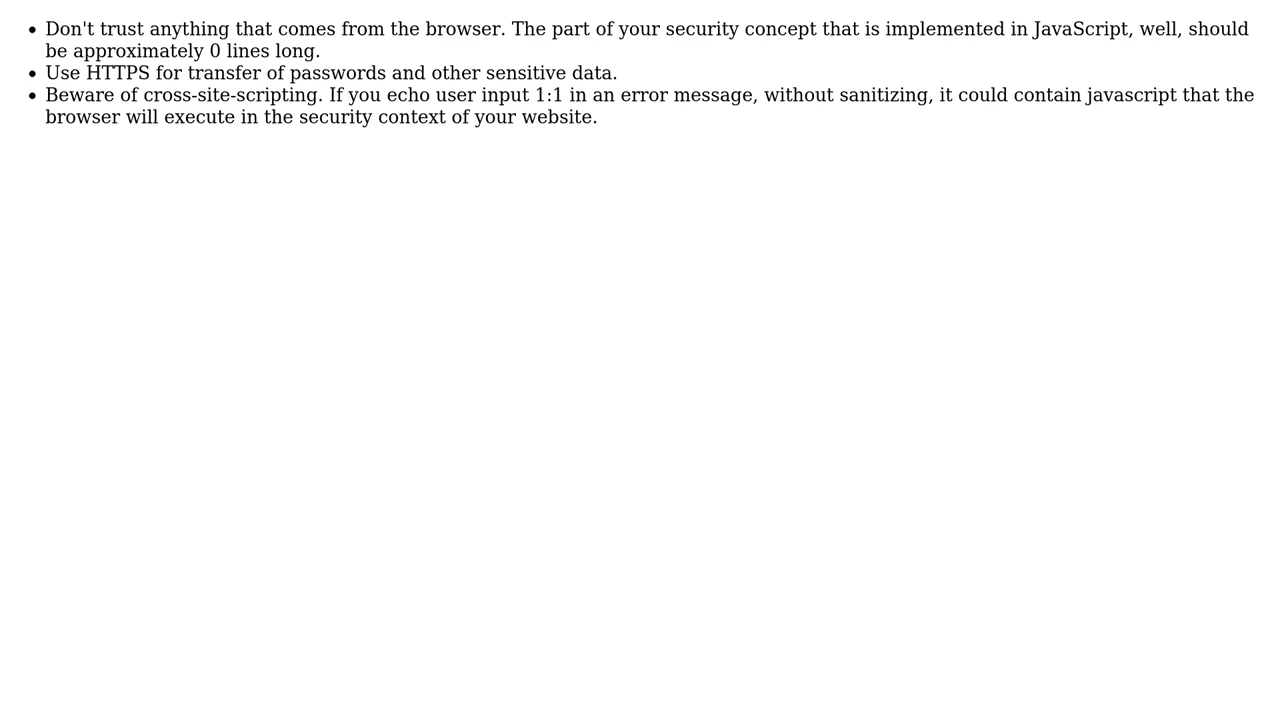 • Don't trust anything that comes from the browser. The part of your security concept that is implemented in JavaScript, well, should
be approximately 0 lines long.
• Use HTTPS for transfer of passwords and other sensitive data.
• Beware of cross-site-scripting. If you echo user input 1:1 in an error message, without sanitizing, it could contain javascript that the
browser will execute in the security context of your website.